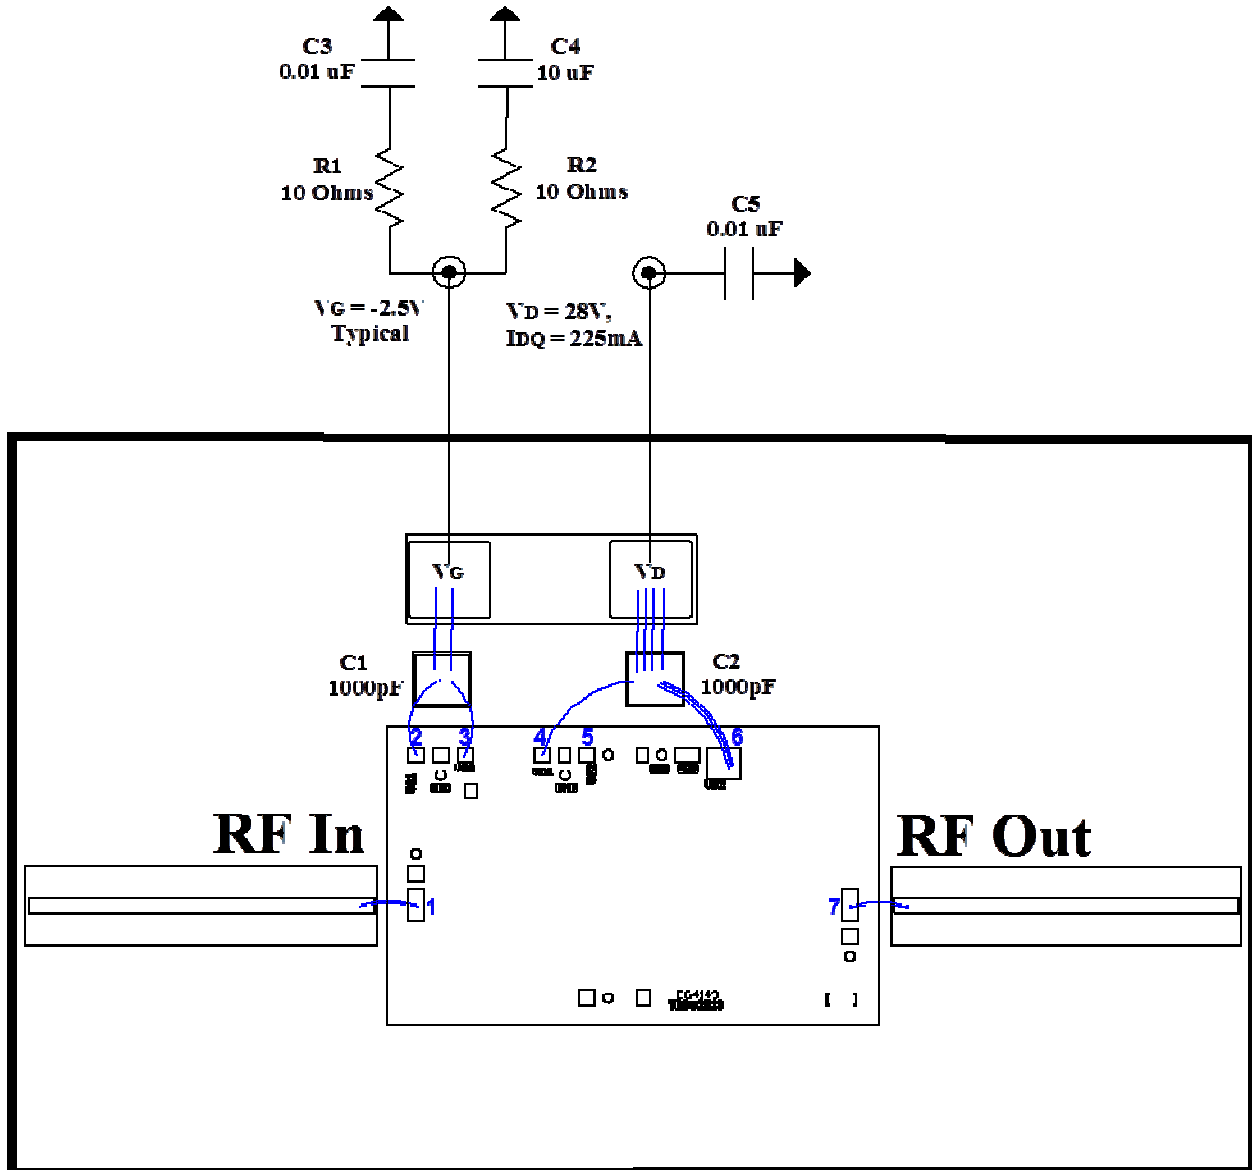 C3
0.01 uF
C4
10 uF
R1
10 Ohms
R2
10 Ohms
C5
0.01 uF
VG = -2.5V
Typical
VD = 28V,
IDQ = 225mA
VG
VD
C1
1000pF
C2
1000pF
2
3
4
5
6
RF In
RF Out
1
7